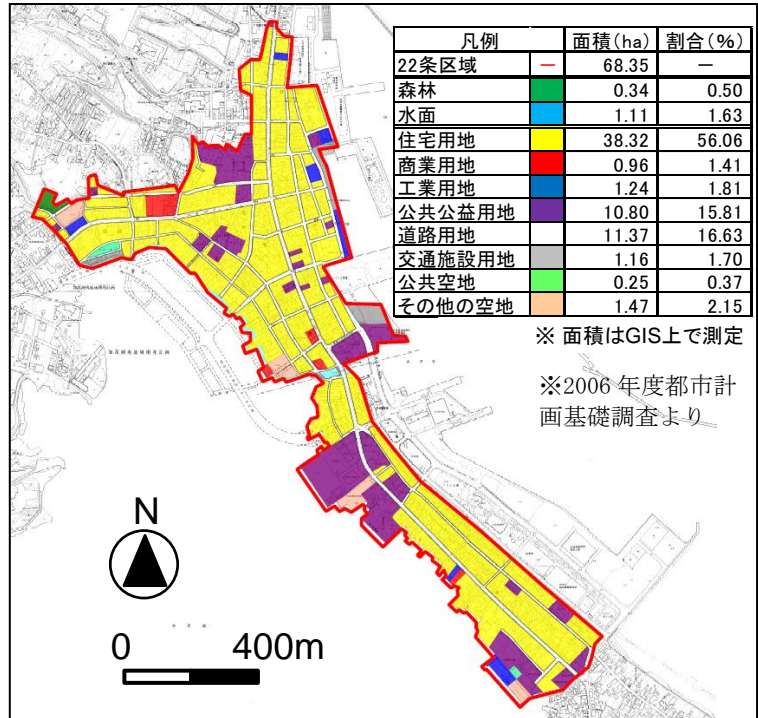 凡例 面積(ha) 割合(%)
22条区域 68.35 －
森林 0.34 0.50
水面 1.11 1.63
住宅用地 38.32 56.06
商業用地 0.96 1.41
工業用地 1.24 1.81
公共公益用地 10.80 15.81
道路用地 11.37 16.63
交通施設用地 1.16 1.70
公共空地 0.25 0.37
その他の空地 1.47 2.15
※ 面積はGIS上で測定
※2006 年度都市計
画基礎調査より
N
0 400m